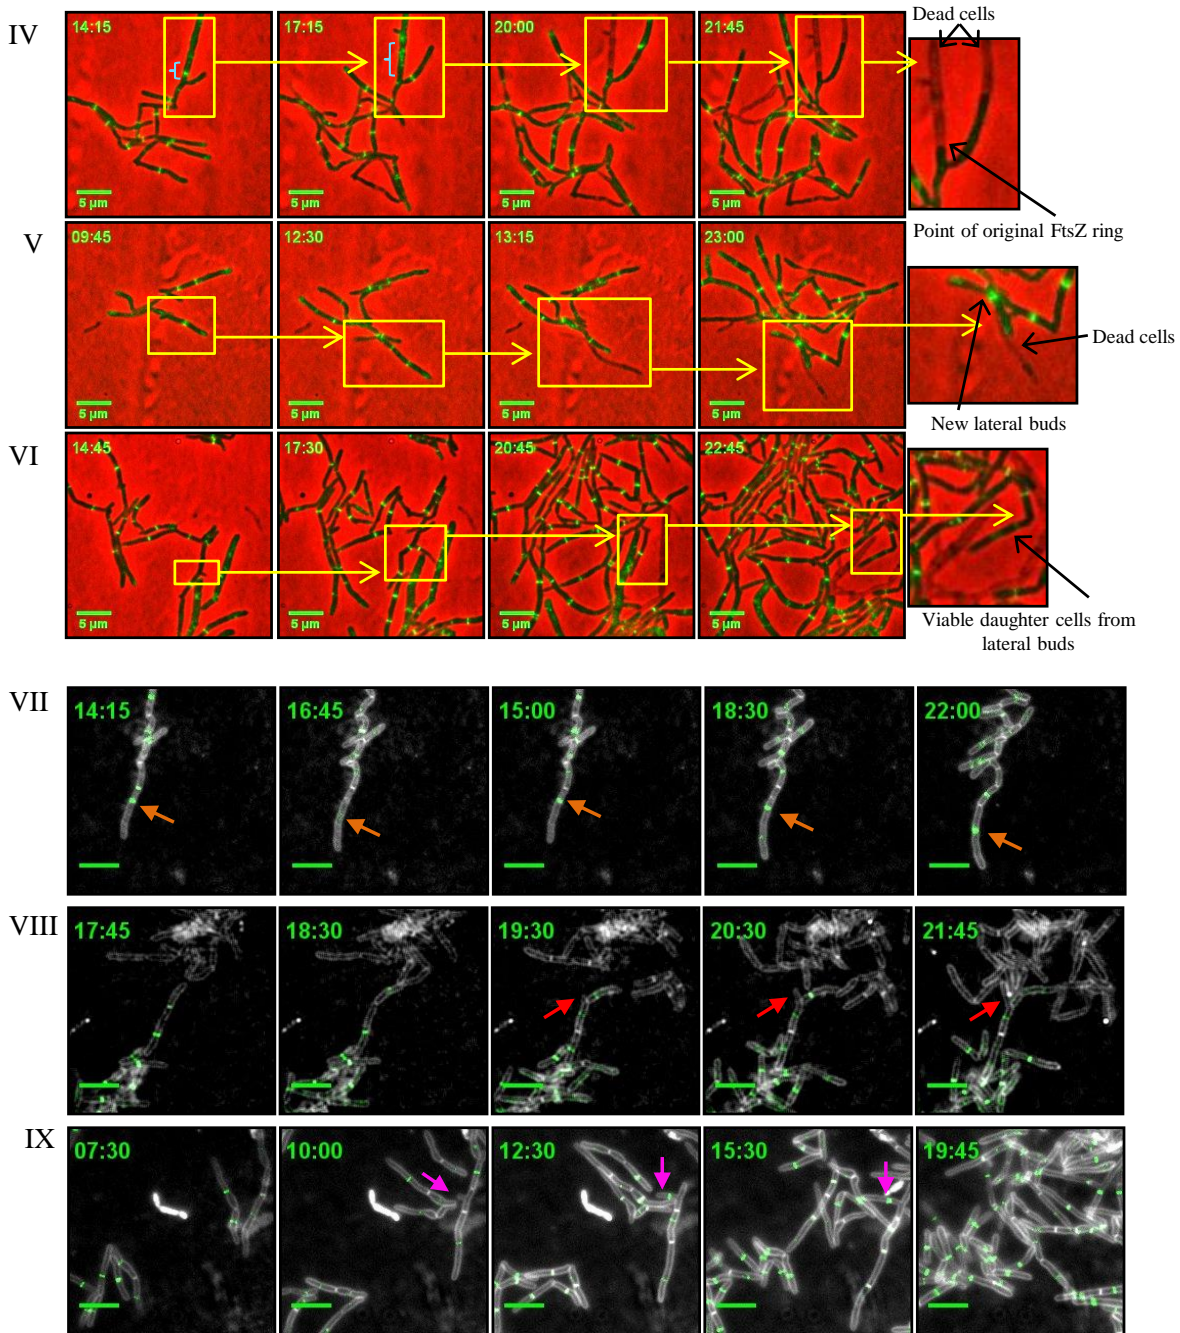 IV
14:15
17:15
20:00
21:45
Dead cells
5 µm
5 µm
5 µm
5 µm
Point of original FtsZ ring
V
09:45
12:30
13:15
23:00
Dead cells
5 µm
5 µm
5 µm
5 µm
New lateral buds
VI
14:45
17:30
20:45
22:45
5 µm
5 µm
5 µm
5 µm
Viable daughter cells from
lateral buds
VII
14:15
16:45
15:00
18:30
22:00
VIII
17:45
18:30
19:30
20:30
21:45
IX
07:30
10:00
12:30
15:30
19:45